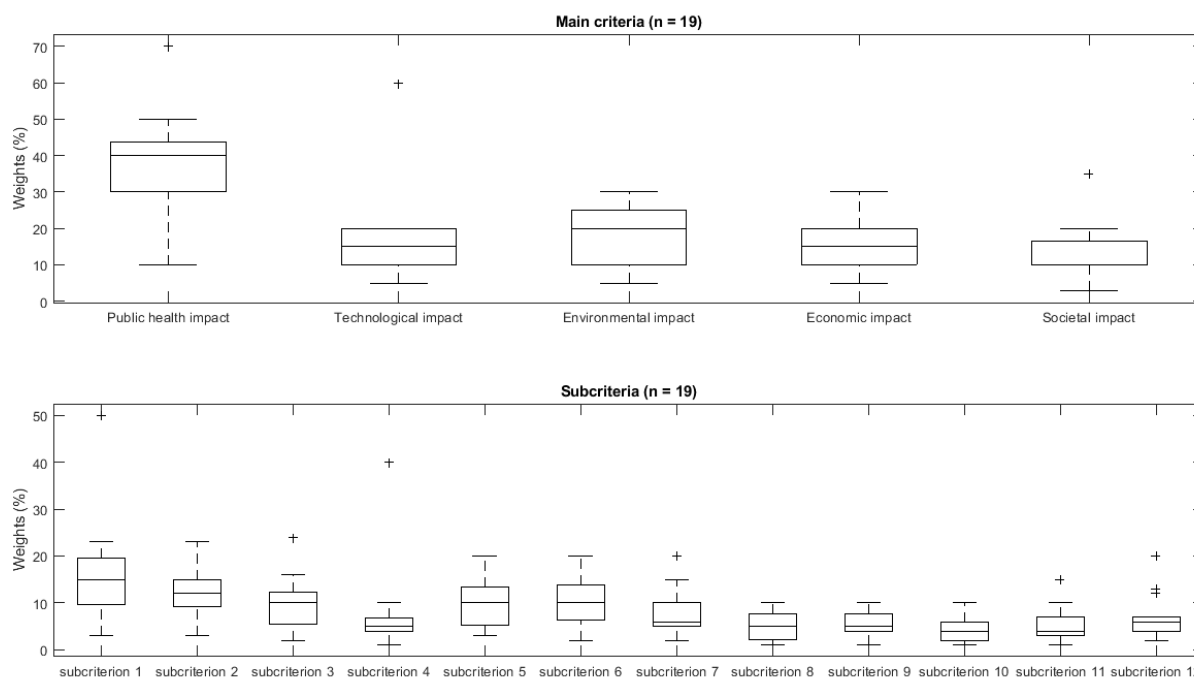 Main criteria (n = 19)
Weights (%)
70
60
50
40
30
20
10
0
Public health impact Technological impact Environmental impact Economic impact Societal impact
Subcriteria (n = 19)
Weights (%)
50
40
30
20
10
0
subcriterion 1 subcriterion 2 subcriterion 3 subcriterion 4 subcriterion 5 subcriterion 6 subcriterion 7 subcriterion 8 subcriterion 9 subcriterion 10 subcriterion 11 subcriterion